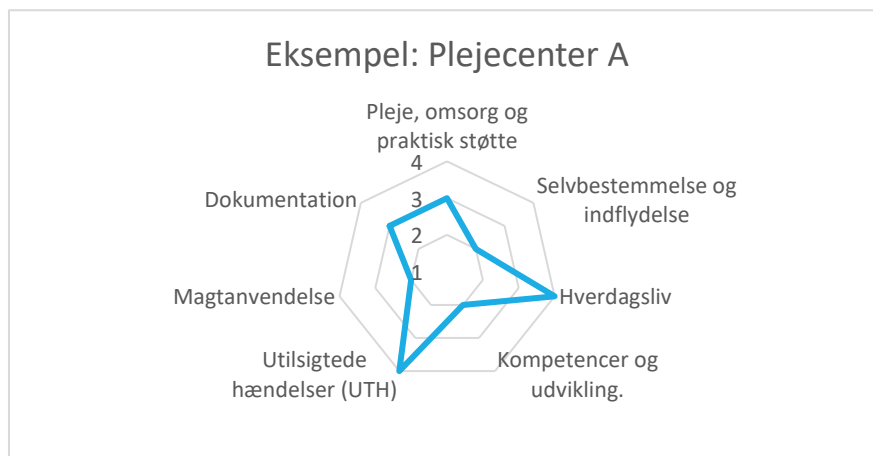 Eksempel: Plejecenter A
Pleje, omsorg og
praktisk støtte
4
3
2
1
Selvbestemmelse og
indflydelse
Hverdagsliv
Kompetencer og
udvikling.
Utilsigtede
hændelser (UTH)
Magtanvendelse
Dokumentation